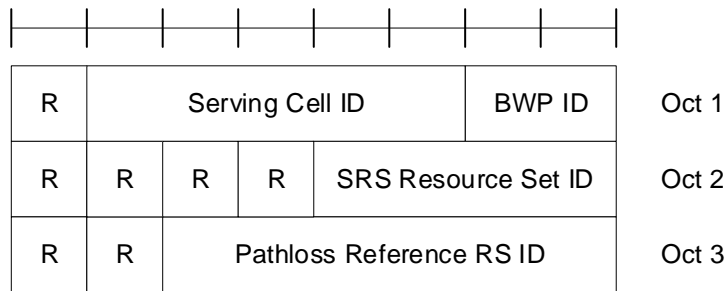 R Serving Cell ID BWP ID Oct 1
R R R R SRS Resource Set ID Oct 2
R R Pathloss Reference RS ID Oct 3